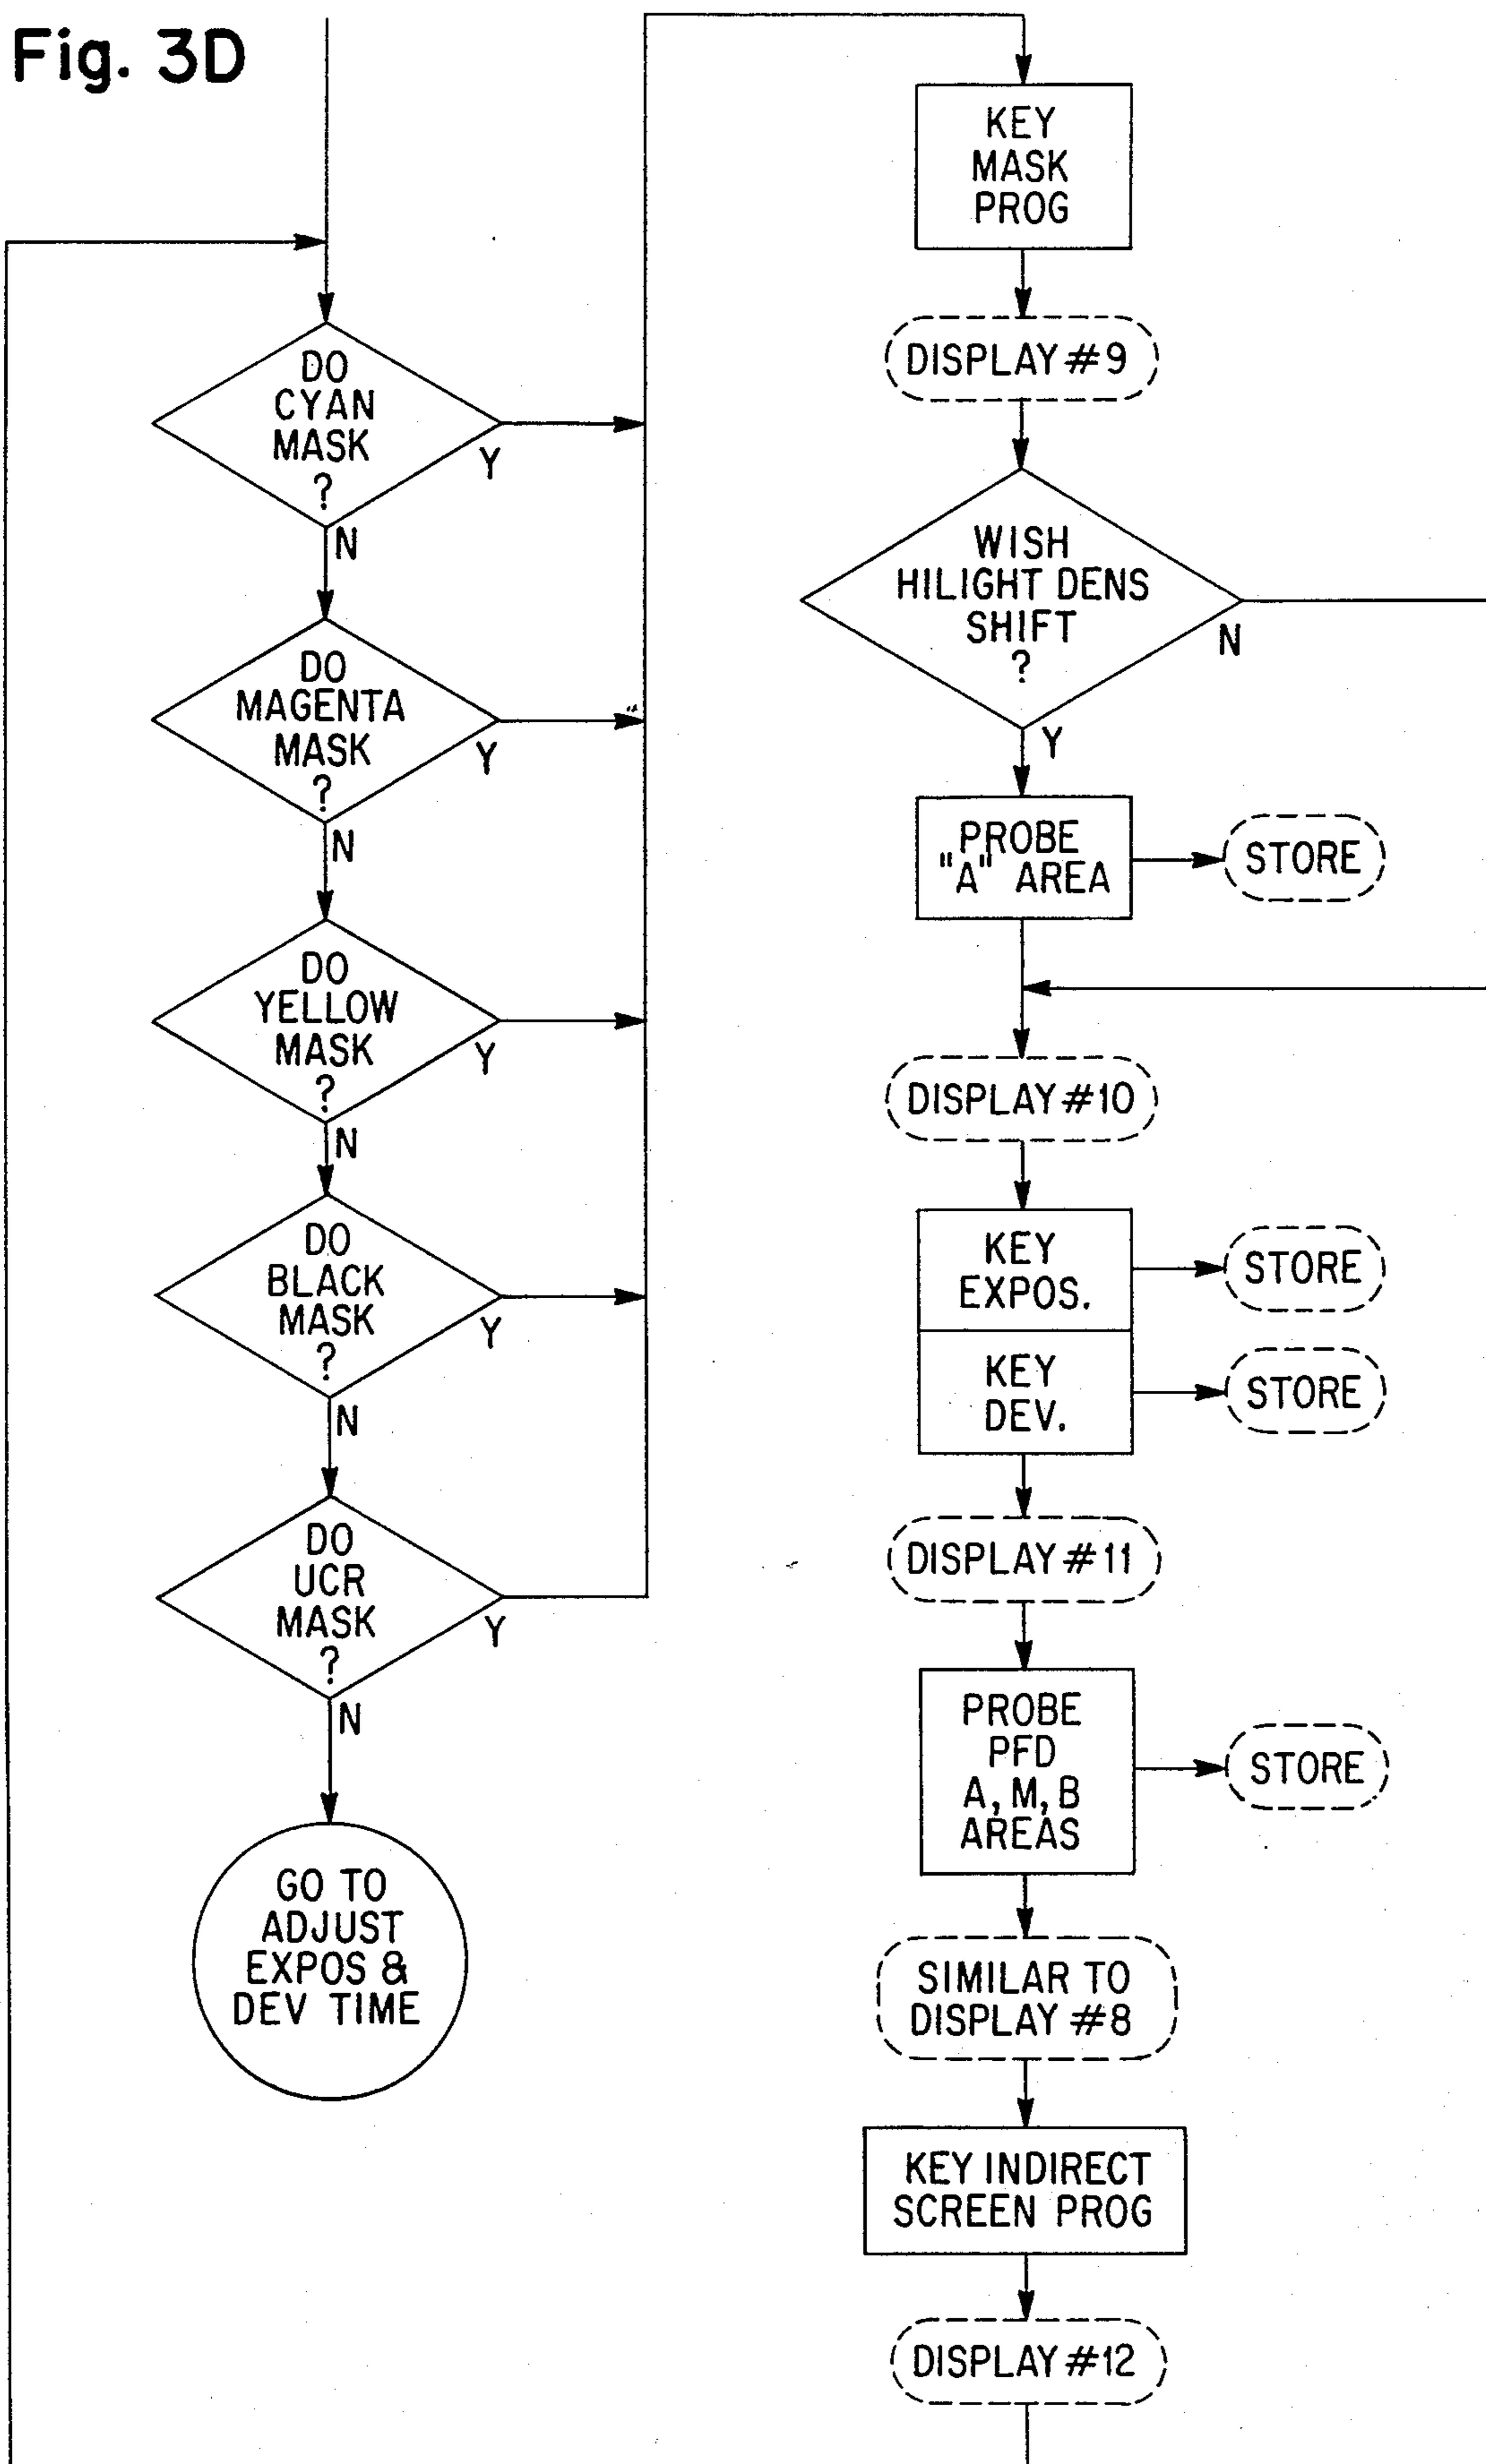 Fig. 3D
DO
CYAN
MASK
?
Y
N
DO
MAGENTA
MASK
?
Y
N
DO
YELLOW
MASK
?
Y
N
DO
BLACK
MASK
?
Y
N
DO
UCR
MASK
?
Y
N
GO TO
ADJUST
EXPOS &
DEV TIME
KEY
MASK
PROG
DISPLAY #9
WISH
HILIGHT DENS
SHIFT
?
N
Y
PROBE
"A" AREA
STORE
DISPLAY #10
KEY
EXPOS.
STORE
KEY
DEV.
STORE
DISPLAY #11
PROBE
PFD
A, M, B
AREAS
STORE
SIMILAR TO
DISPLAY #8
KEY INDIRECT
SCREEN PROG
DISPLAY #12